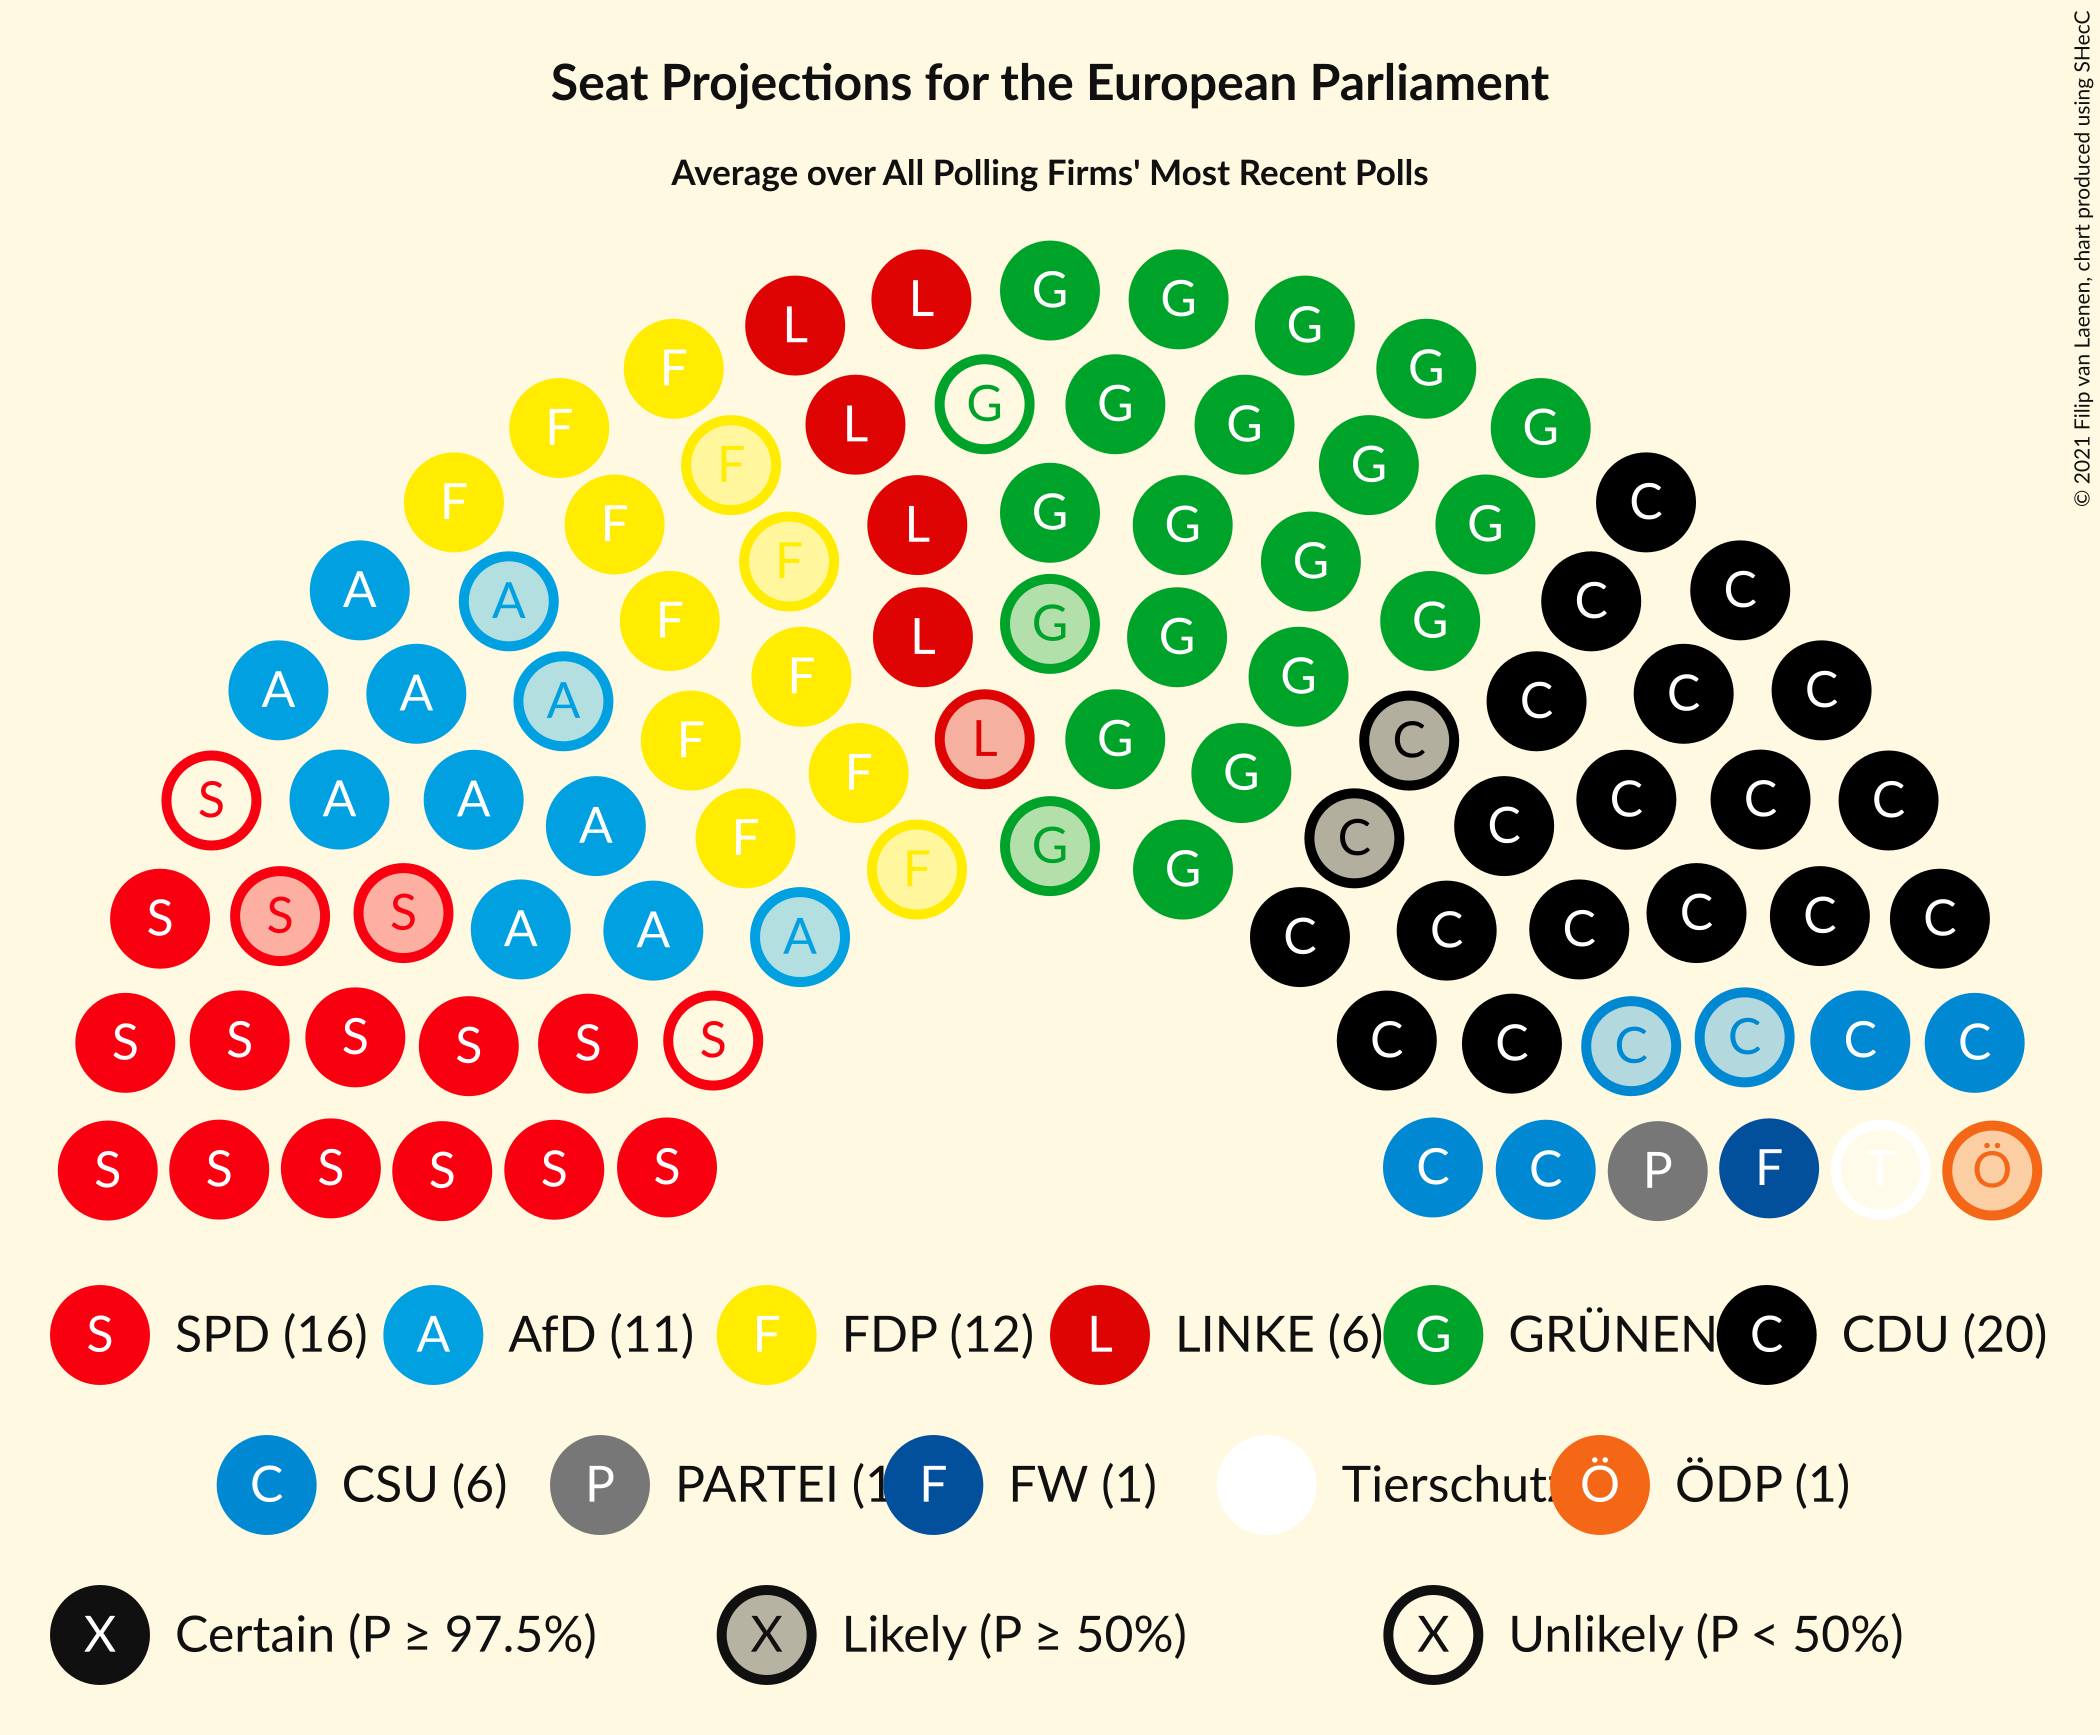 Seat Projections for the European Parliament
Average over All Polling Firms' Most Recent Polls
© 2021 Filip van Laenen, chart produced using SHecC
L L G G G G G
F F F L G G G G G
F F L G G G G C C
A A F F L G G G C C C
A A A F F L G G C C C C
S A A A F F G G C C C C C C
S S S A A A F C C C C C C
S S S S S S C C C C C C
S S S S S S C C P F T Ö
S SPD (16) A AfD (11) F FDP (12) L LINKE (6) G GRÜNEN C CDU (20)
C CSU (6) P PARTEI (1 F FW (1) Tierschutz Ö ÖDP (1)
X Certain (P ≥ 97.5%) X Likely (P ≥ 50%) X Unlikely (P < 50%)